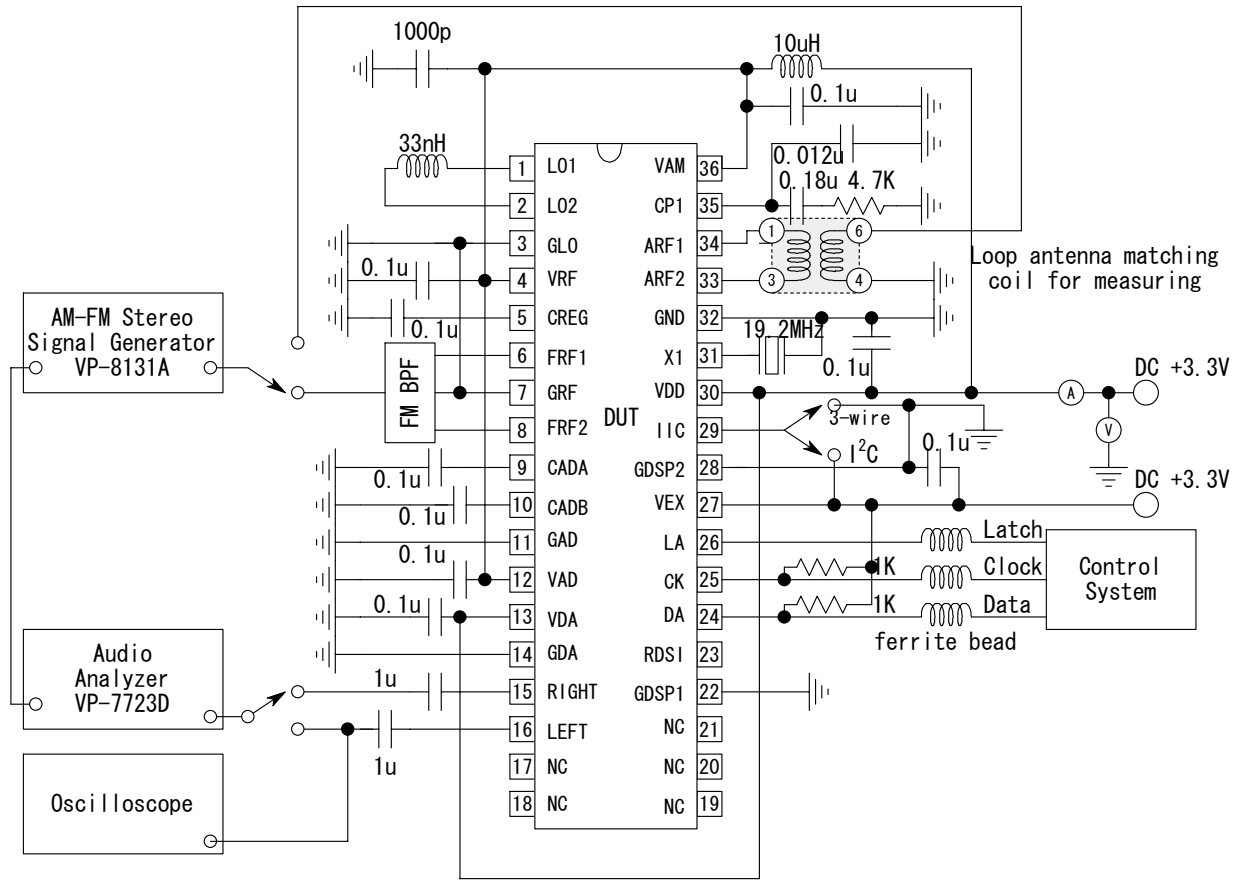 1000p
10uH
0.1u
33nH
0.012u
0.18u 4.7K
1 LO1
2 LO2
3 GLO
4 VRF
5 CREG
6 FRF1
7 GRF
8 FRF2
9 CADA
10 CADB
11 GAD
12 VAD
13 VDA
14 GDA
15 RIGHT
16 LEFT
17 NC
18 NC
DUT
VAM 36
CP1 35
ARF1 34
ARF2 33
GND 32
X1 31
VDD 30
IIC 29
GDSP2 28
VEX 27
LA 26
CK 25
DA 24
RDSI 23
GDSP1 22
NC 21
NC 20
NC 19
0.1u
0.1u
FM BPF
0.1u
0.1u
0.1u
0.1u
1u
1u
AM-FM Stereo
Signal Generator
VP-8131A
Audio
Analyzer
VP-7723D
Oscilloscope
1
6
3
4
Loop antenna matching
coil for measuring
19.2MHz
0.1u
DC +3.3V
A
V
3-wire
I²C
0.1u
DC +3.3V
Latch
1K
Clock
1K
Data
ferrite bead
Control
System